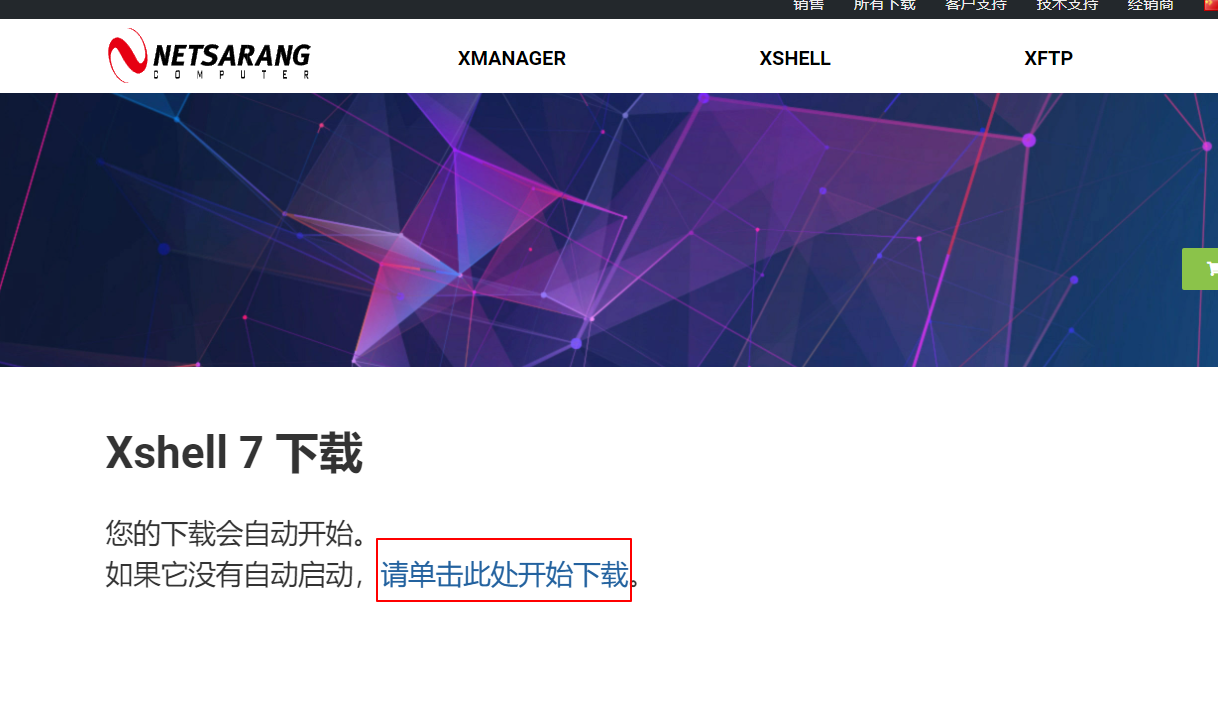 销售 所有下载 客户支持 技术支持 经销商
NETSARANG
COMPUTER
XMANAGER XSHELL XFTP
Xshell 7 下载
您的下载会自动开始。
如果它没有自动启动，请单击此处开始下载。